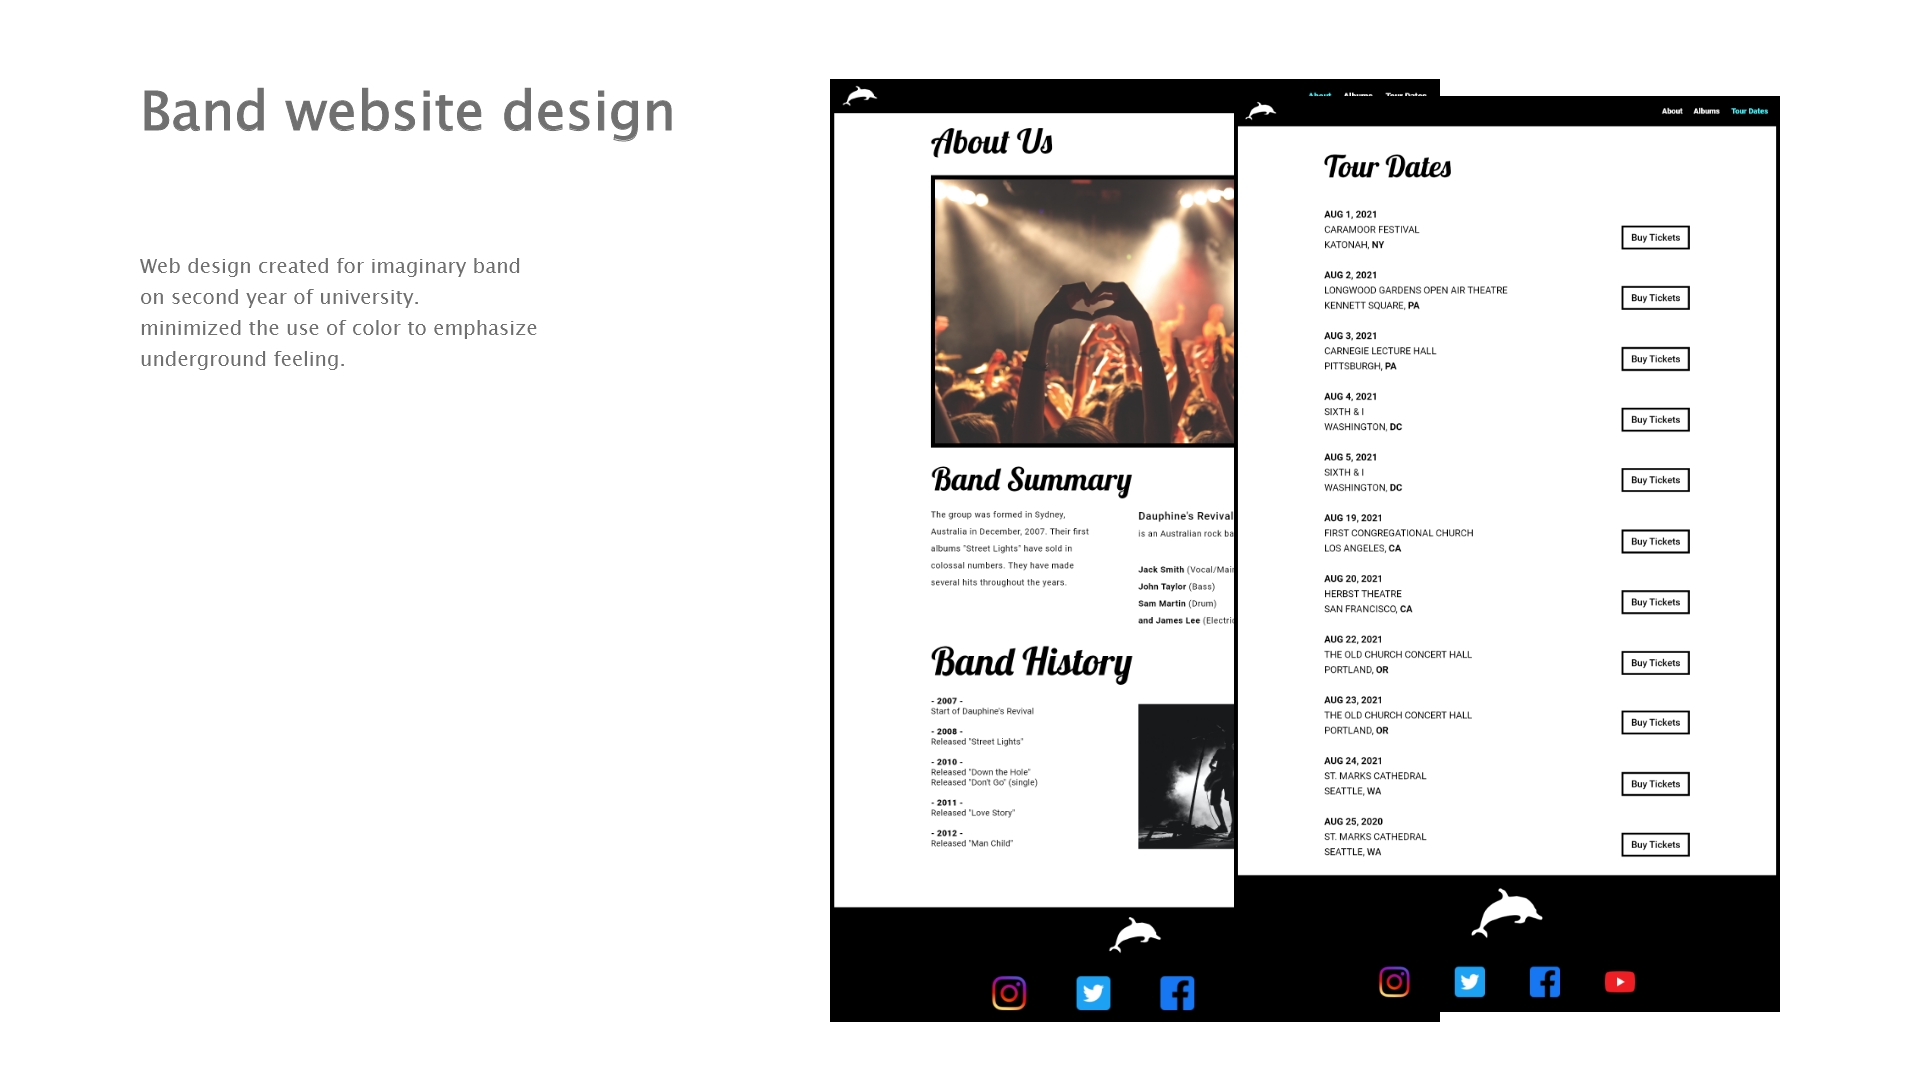 Band website design
Web design created for imaginary band
on second year of university.
minimized the use of color to emphasize
underground feeling.
About Albums Tour Dates
About Us
Band Summary
The group was formed in Sydney,
Australia in December, 2007. Their first
albums "Street Lights" have sold in
colossal numbers. They have made
several hits throughout the years.
Dauphine's Revival
is an Australian rock ba
Jack Smith (Vocal/Mair
John Taylor (Bass)
Sam Martin (Drum)
and James Lee (Electric
Band History
- 2007 -
Start of Dauphine's Revival
- 2008 -
Released "Street Lights"
- 2010 -
Released "Down the Hole"
Released "Don't Go" (single)
- 2011 -
Released "Love Story"
- 2012 -
Released "Man Child"
About Albums Tour Dates
Tour Dates
AUG 1, 2021
CARAMOOR FESTIVAL
KATONAH, NY
Buy Tickets
AUG 2, 2021
LONGWOOD GARDENS OPEN AIR THEATRE
KENNETT SQUARE, PA
Buy Tickets
AUG 3, 2021
CARNEGIE LECTURE HALL
PITTSBURGH, PA
Buy Tickets
AUG 4, 2021
SIXTH & I
WASHINGTON, DC
Buy Tickets
AUG 5, 2021
SIXTH & I
WASHINGTON, DC
Buy Tickets
AUG 19, 2021
FIRST CONGREGATIONAL CHURCH
LOS ANGELES, CA
Buy Tickets
AUG 20, 2021
HERBST THEATRE
SAN FRANCISCO, CA
Buy Tickets
AUG 22, 2021
THE OLD CHURCH CONCERT HALL
PORTLAND, OR
Buy Tickets
AUG 23, 2021
THE OLD CHURCH CONCERT HALL
PORTLAND, OR
Buy Tickets
AUG 24, 2021
ST. MARKS CATHEDRAL
SEATTLE, WA
Buy Tickets
AUG 25, 2020
ST. MARKS CATHEDRAL
SEATTLE, WA
Buy Tickets